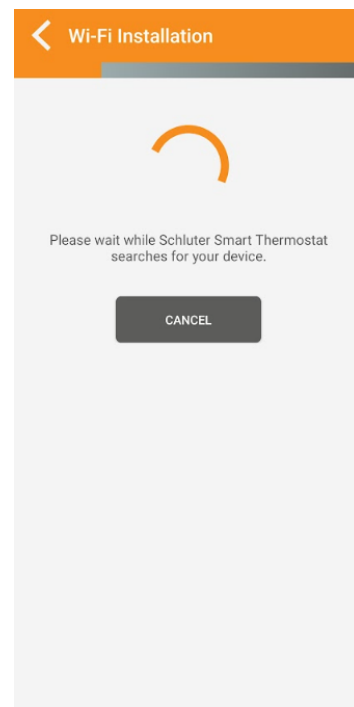 Wi-Fi Installation
Please wait while Schluter Smart Thermostat
searches for your device.
CANCEL